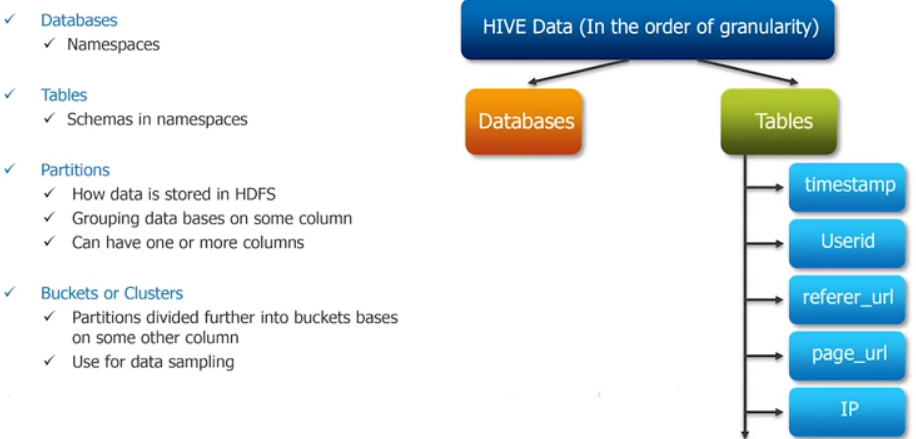 Databases
Namespaces
Tables
Schemas in namespaces
Partitions
How data is stored in HDFS
Grouping data bases on some column
Can have one or more columns
Buckets or Clusters
Partitions divided further into buckets bases
on some other column
Use for data sampling
HIVE Data (In the order of granularity)
Databases
Tables
timestamp
Userid
referer_url
page_url
IP